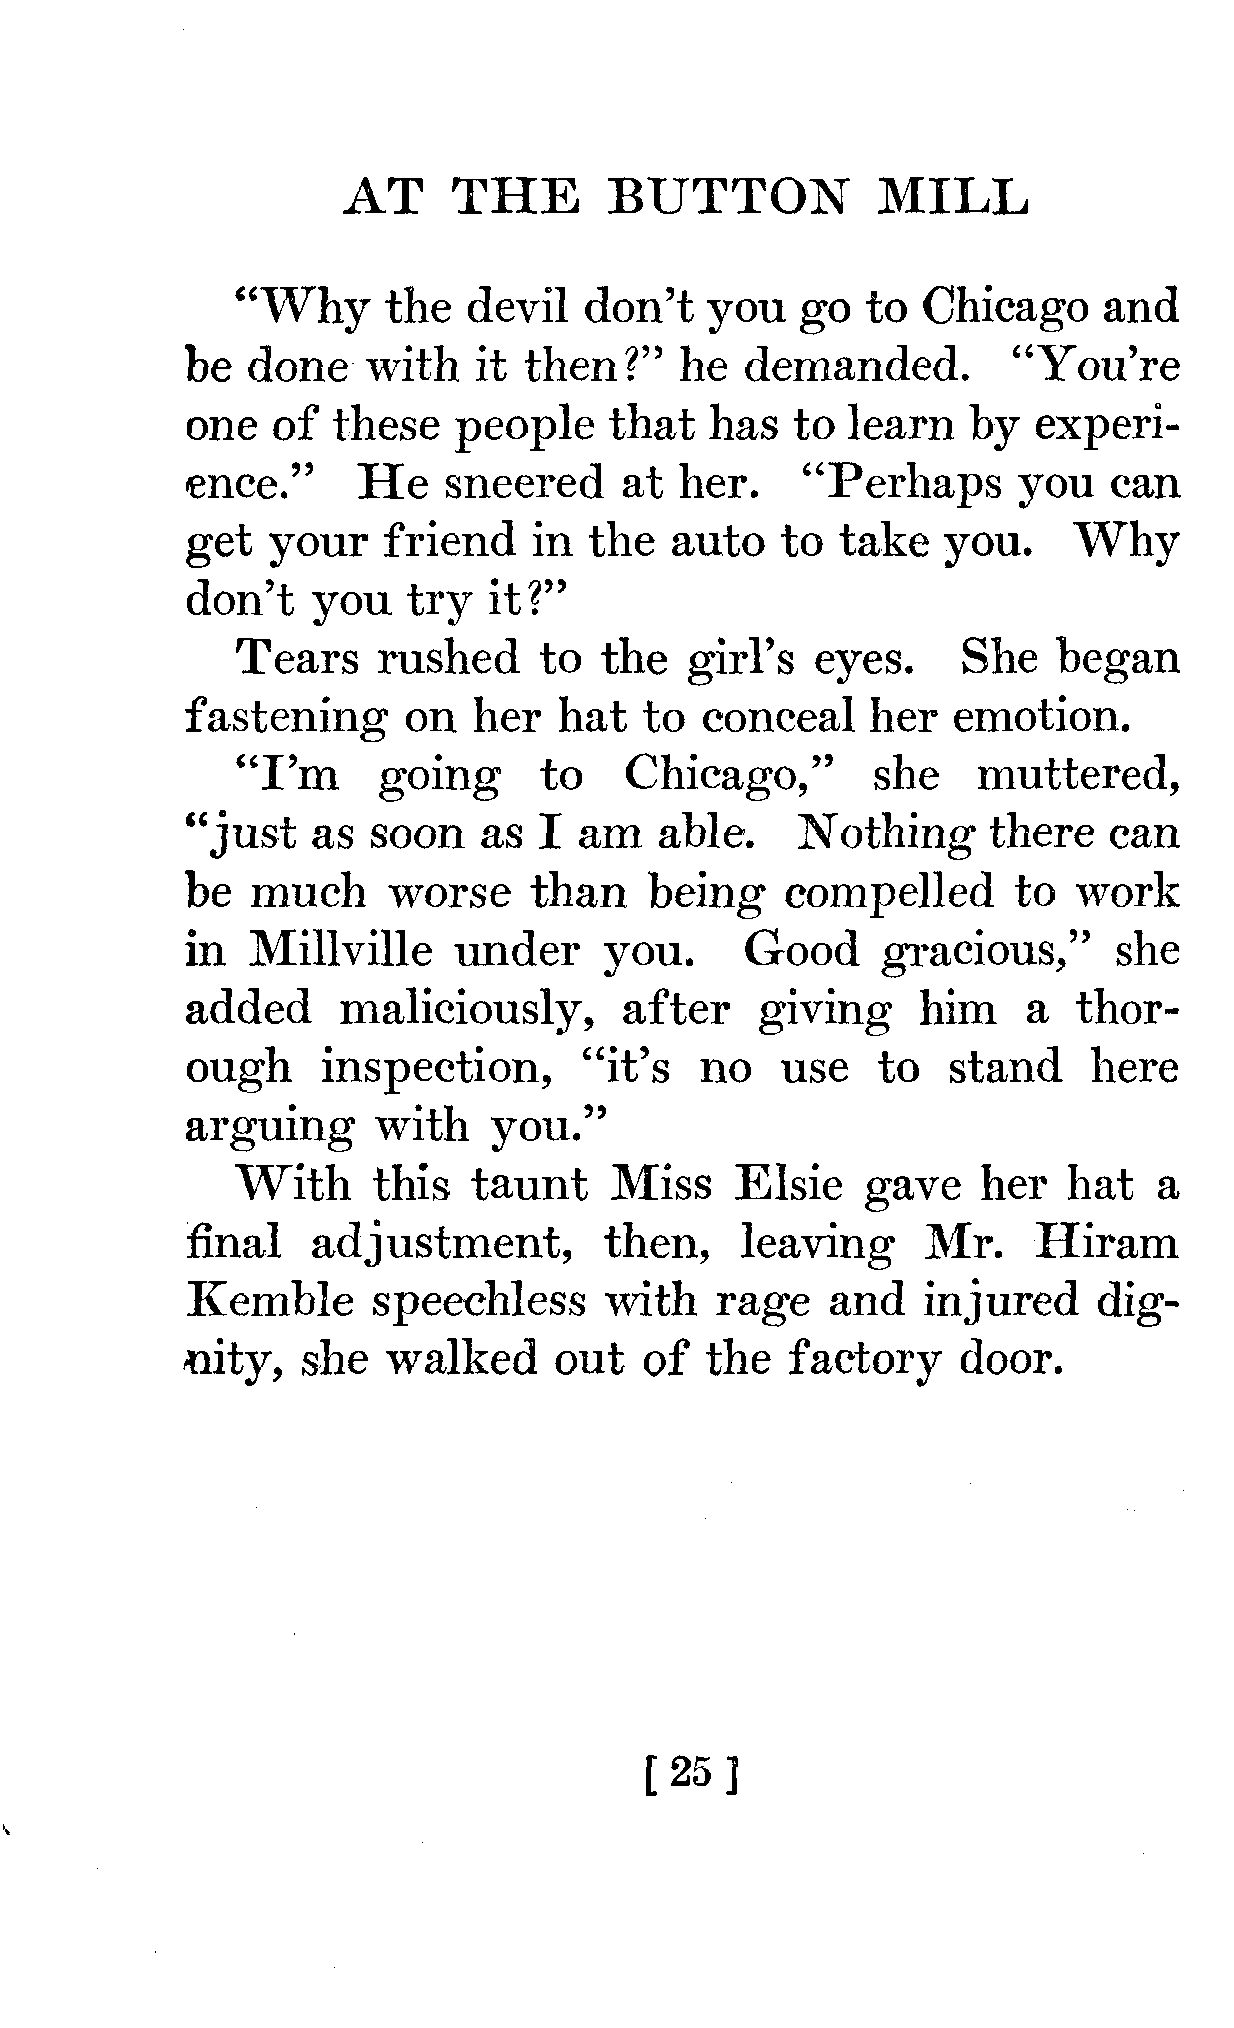 AT THE BUTTON MILL
“Why the devil don’t you go to Chicago and
be done with it then?” he demanded. “You’re
one of these people that has to learn by experi-
ence.” He sneered at her. “Perhaps you can
get your friend in the auto to take you. Why
don’t you try it?”
Tears rushed to the girl’s eyes. She began
fastening on her hat to conceal her emotion.
“I’m going to Chicago,” she muttered,
“just as soon as I am able. Nothing there can
be much worse than being compelled to work
in Millville under you. Good gracious,” she
added maliciously, after giving him a thor-
ough inspection, “it’s no use to stand here
arguing with you.”
With this taunt Miss Elsie gave her hat a
final adjustment, then, leaving Mr. Hiram
Kemble speechless with rage and injured dig-
nity, she walked out of the factory door.
[ 25 ]